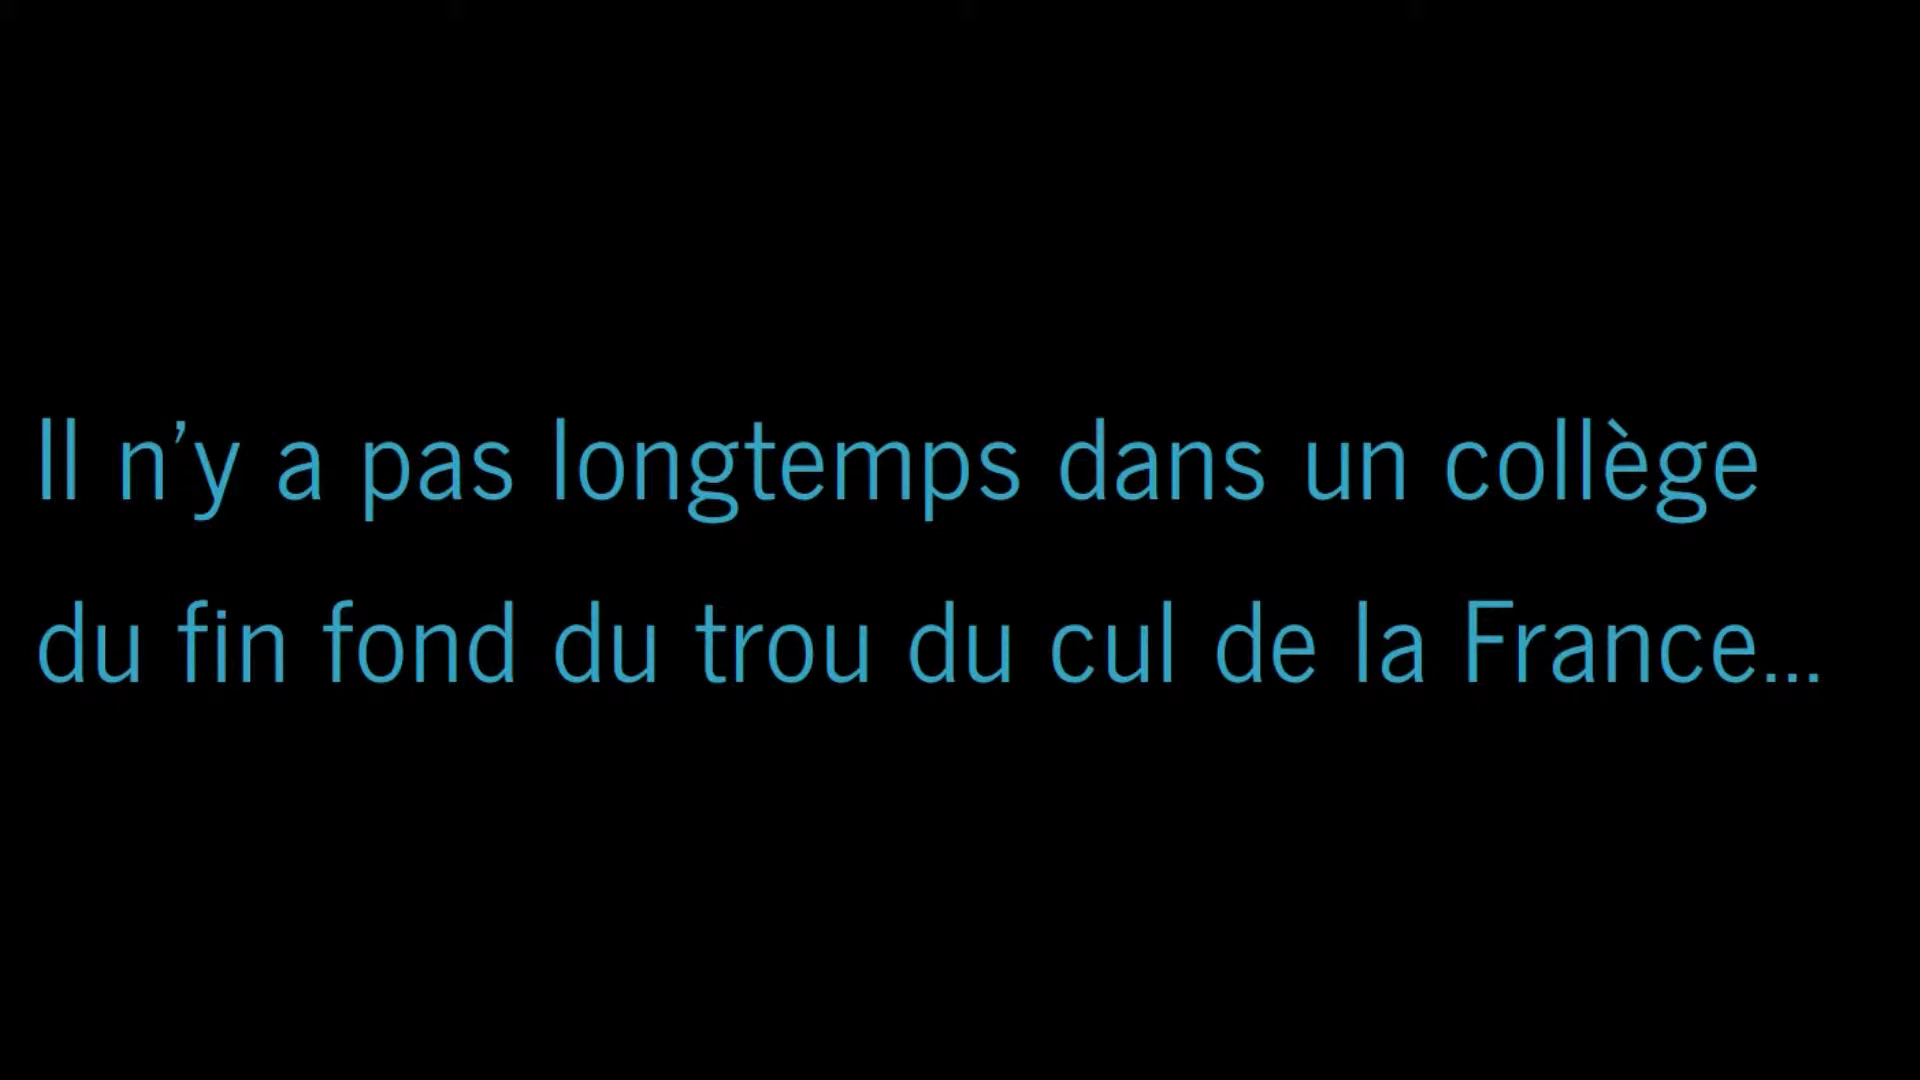 Il n’y a pas longtemps dans un collège
du fin fond du trou du cul de la France...